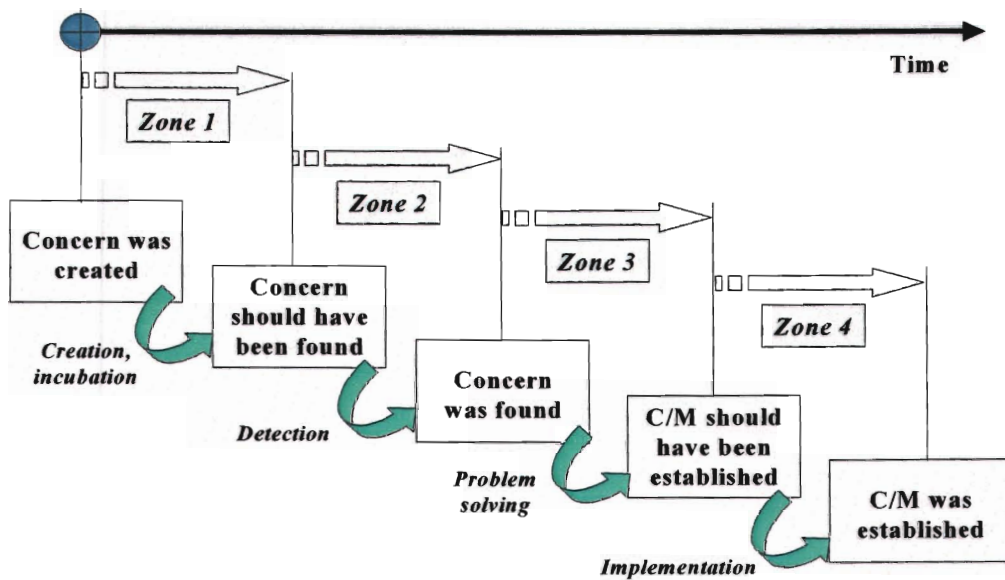 Time
Zone 1
Zone 2
Concern was
created
Zone 3
Concern
should have
been found
Zone 4
Creation,
incubation
Concern
was found
Detection
C/M should
have been
established
Problem
solving
C/M was
established
Implementation